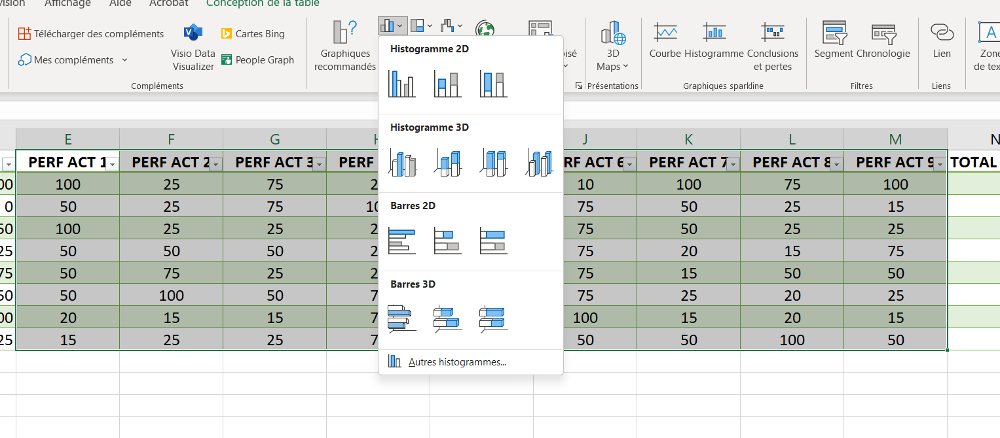 Affichage Aide Acrobat Conception de la table
Télécharger des compléments
Mes compléments
Visio Data
Visualizer
Cartes Bing
People Graph
Compléments
Graphiques
recommandés
3D
Maps
Présentations
Courbe Histogramme Conclusions
et pertes
Graphiques sparkline
Segment Chronologie
Filtres
Lien
Liens
Zone
de tex
Histogramme 2D
Histogramme 3D
Barres 2D
Barres 3D
Autres histogrammes...
E F G J K L M N
PERF ACT 1 PERF ACT 2 PERF ACT 3 PERF RF ACT 6 PERF ACT 7 PERF ACT 8 PERF ACT 9 TOTAL
00 100 25 75 2 10 100 75 100
0 50 25 75 10 75 50 25 15
50 100 25 25 2 75 50 25 25
25 50 50 50 2 75 20 15 75
75 50 75 25 2 75 15 50 50
50 50 100 50 7 75 25 20 25
00 20 15 15 7 100 15 20 15
25 15 25 25 7 50 50 100 50